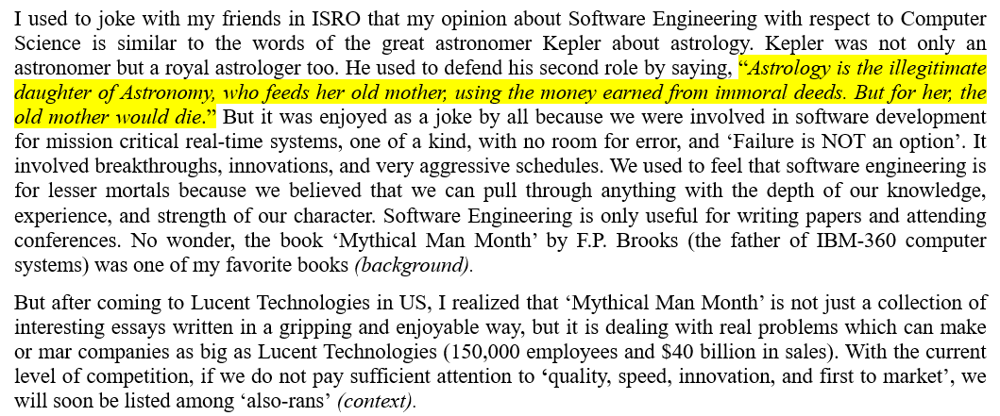 I used to joke with my friends in ISRO that my opinion about Software Engineering with respect to Computer
Science is similar to the words of the great astronomer Kepler about astrology. Kepler was not only an
astronomer but a royal astrologer too. He used to defend his second role by saying, “Astrology is the illegitimate
daughter of Astronomy, who feeds her old mother, using the money earned from immoral deeds. But for her, the
old mother would die.” But it was enjoyed as a joke by all because we were involved in software development
for mission critical real-time systems, one of a kind, with no room for error, and ‘Failure is NOT an option’. It
involved breakthroughs, innovations, and very aggressive schedules. We used to feel that software engineering is
for lesser mortals because we believed that we can pull through anything with the depth of our knowledge,
experience, and strength of our character. Software Engineering is only useful for writing papers and attending
conferences. No wonder, the book ‘Mythical Man Month’ by F.P. Brooks (the father of IBM-360 computer
systems) was one of my favorite books (background).
But after coming to Lucent Technologies in US, I realized that ‘Mythical Man Month’ is not just a collection of
interesting essays written in a gripping and enjoyable way, but it is dealing with real problems which can make
or mar companies as big as Lucent Technologies (150,000 employees and $40 billion in sales). With the current
level of competition, if we do not pay sufficient attention to ‘quality, speed, innovation, and first to market’, we
will soon be listed among ‘also-rans’ (context).